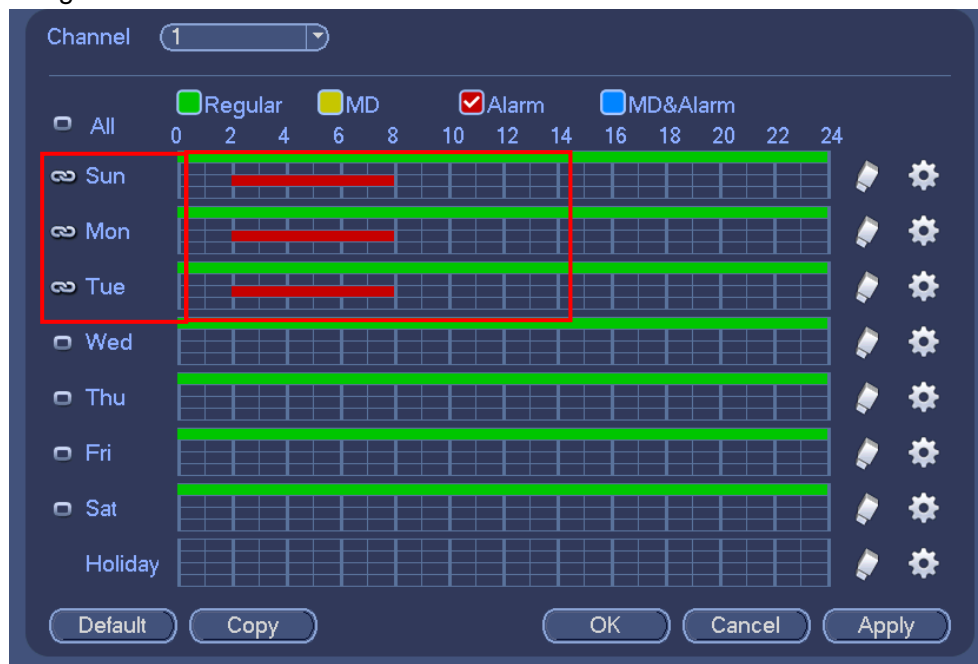 Channel 1
Regular MD Alarm MD&Alarm
All 0 2 4 6 8 10 12 14 16 18 20 22 24
Sun
Mon
Tue
Wed
Thu
Fri
Sat
Holiday
Default Copy OK Cancel Apply